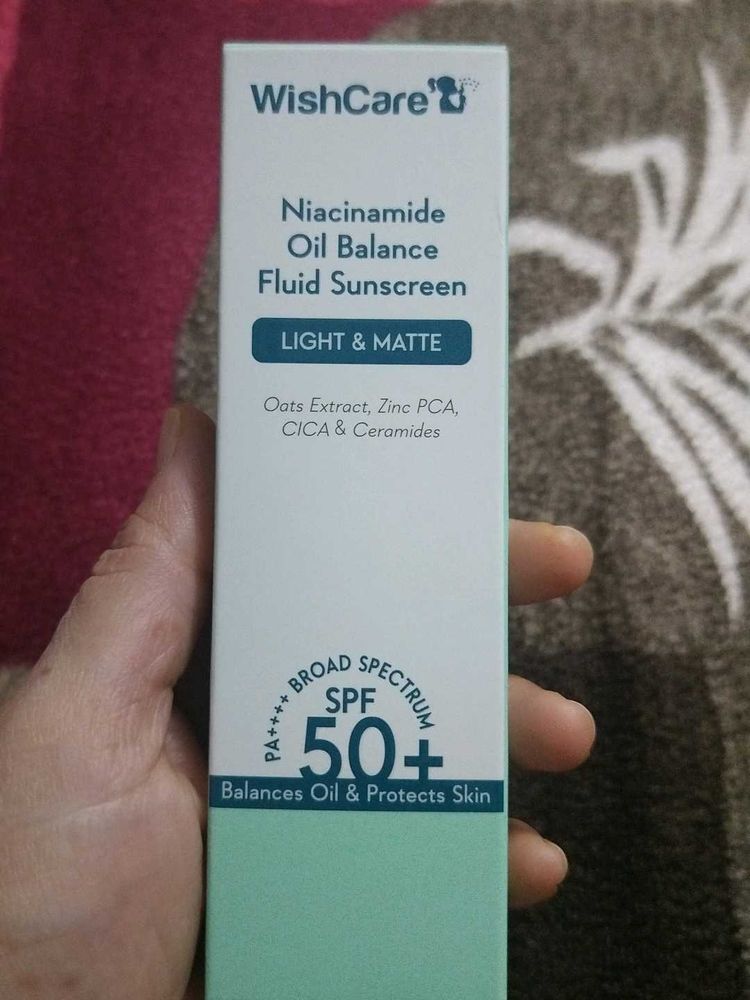 WishCare
Niacinamide
Oil Balance
Fluid Sunscreen
LIGHT & MATTE
Oats Extract, Zinc PCA,
CICA & Ceramides
PA++++ BROAD SPECTRUM
SPF
50+
Balances Oil & Protects Skin